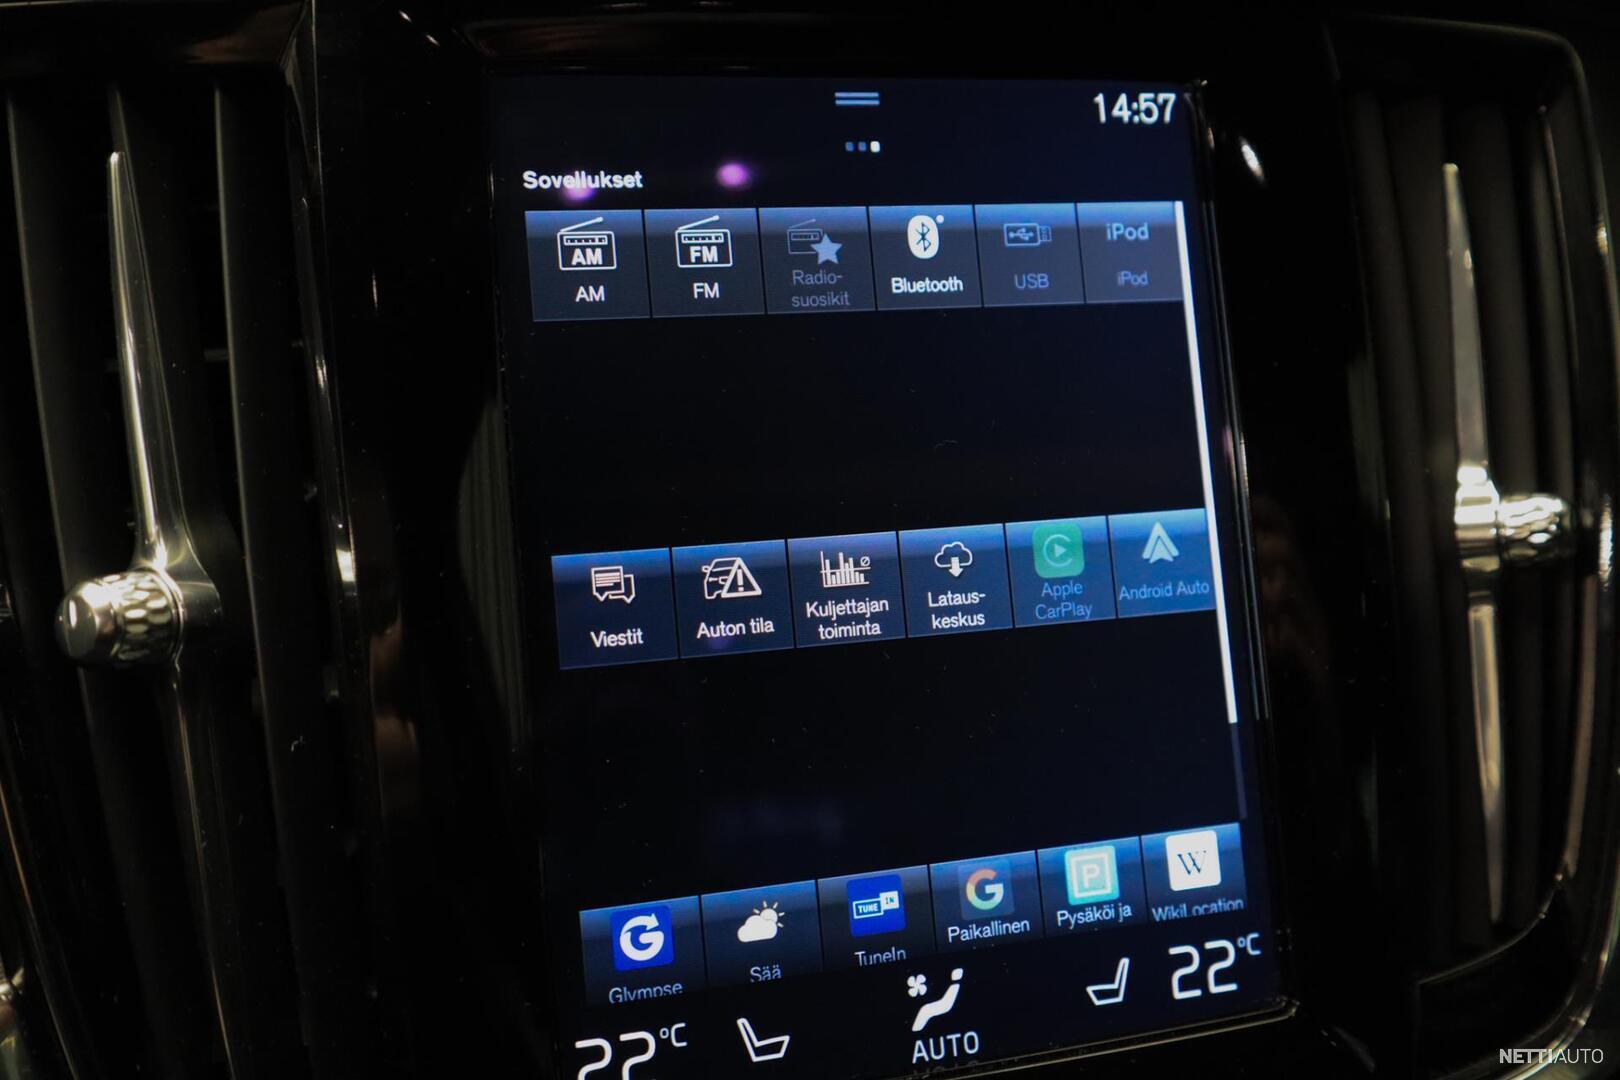 14:57
Sovellukset
AM
FM
iPod
AM
FM
Radio-
suosikit
Bluetooth
USB
iPod
Viestit
Auton tila
Kuljettajan
toiminta
Lataus-
keskus
Apple
CarPlay
Android Auto
TUNE IN
G
P
W
Glympse
Sää
TuneIn
Paikallinen
Pysäköi ja
WikiLocation
22°C
AUTO
22°C
NETTIAUTO